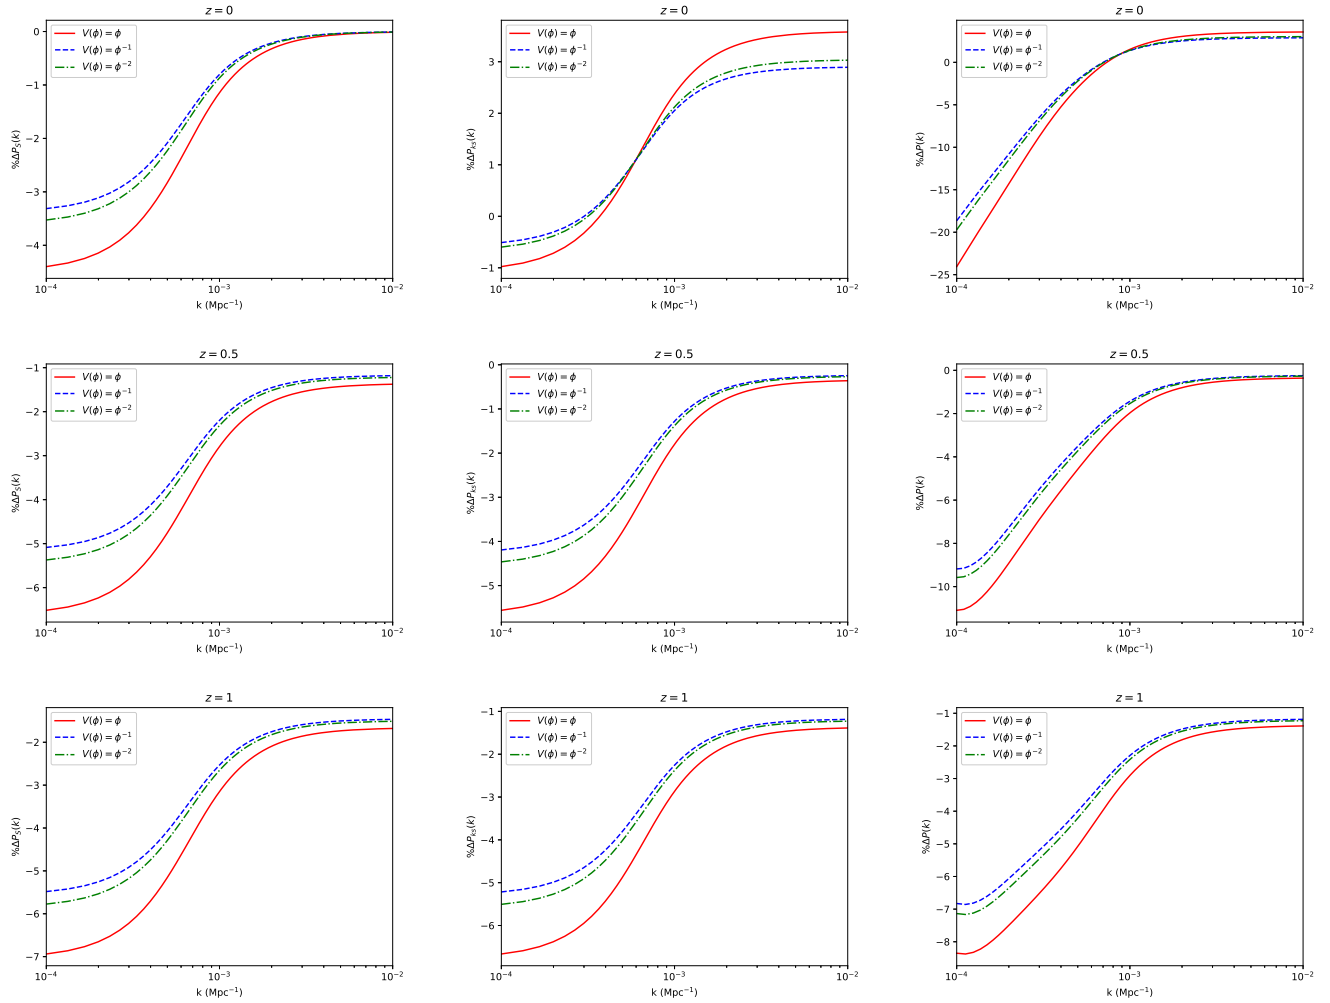 z = 0
%ΔP_S(k)
0
−1
−2
−3
−4
V(ϕ) = ϕ
V(ϕ) = ϕ⁻¹
V(ϕ) = ϕ⁻²
10⁻⁴ 10⁻³ 10⁻²
k (Mpc⁻¹)
z = 0
%ΔP_ks(k)
3
2
1
0
−1
V(ϕ) = ϕ
V(ϕ) = ϕ⁻¹
V(ϕ) = ϕ⁻²
10⁻⁴ 10⁻³ 10⁻²
k (Mpc⁻¹)
z = 0
%ΔP(k)
0
−5
−10
−15
−20
−25
V(ϕ) = ϕ
V(ϕ) = ϕ⁻¹
V(ϕ) = ϕ⁻²
10⁻⁴ 10⁻³ 10⁻²
k (Mpc⁻¹)
z = 0.5
%ΔP_S(k)
−1
−2
−3
−4
−5
−6
V(ϕ) = ϕ
V(ϕ) = ϕ⁻¹
V(ϕ) = ϕ⁻²
10⁻⁴ 10⁻³ 10⁻²
k (Mpc⁻¹)
z = 0.5
%ΔP_ks(k)
0
−1
−2
−3
−4
−5
V(ϕ) = ϕ
V(ϕ) = ϕ⁻¹
V(ϕ) = ϕ⁻²
10⁻⁴ 10⁻³ 10⁻²
k (Mpc⁻¹)
z = 0.5
%ΔP(k)
0
−2
−4
−6
−8
−10
V(ϕ) = ϕ
V(ϕ) = ϕ⁻¹
V(ϕ) = ϕ⁻²
10⁻⁴ 10⁻³ 10⁻²
k (Mpc⁻¹)
z = 1
%ΔP_S(k)
−2
−3
−4
−5
−6
−7
V(ϕ) = ϕ
V(ϕ) = ϕ⁻¹
V(ϕ) = ϕ⁻²
10⁻⁴ 10⁻³ 10⁻²
k (Mpc⁻¹)
z = 1
%ΔP_ks(k)
−1
−2
−3
−4
−5
−6
V(ϕ) = ϕ
V(ϕ) = ϕ⁻¹
V(ϕ) = ϕ⁻²
10⁻⁴ 10⁻³ 10⁻²
k (Mpc⁻¹)
z = 1
%ΔP(k)
−1
−2
−3
−4
−5
−6
−7
−8
V(ϕ) = ϕ
V(ϕ) = ϕ⁻¹
V(ϕ) = ϕ⁻²
10⁻⁴ 10⁻³ 10⁻²
k (Mpc⁻¹)